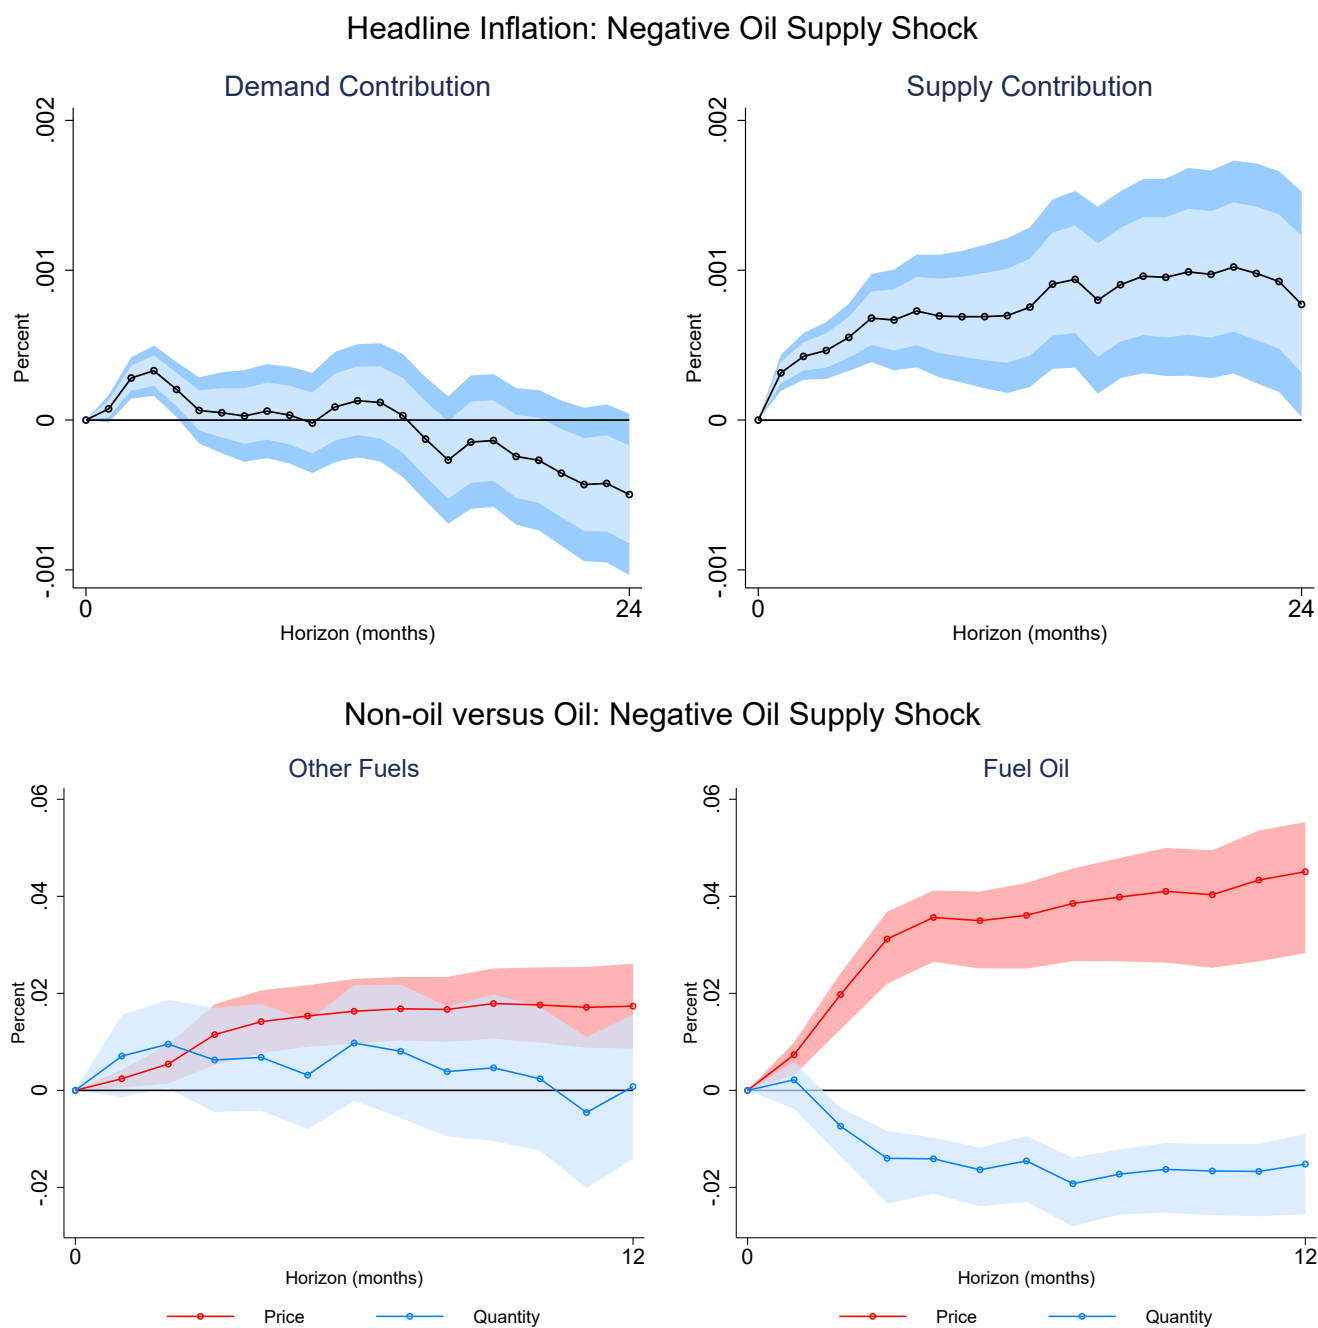 Headline Inflation: Negative Oil Supply Shock
Demand Contribution
Supply Contribution
Percent
.002
.001
0
-.001
0
24
Horizon (months)
Percent
.002
.001
0
-.001
0
24
Horizon (months)
Non-oil versus Oil: Negative Oil Supply Shock
Other Fuels
Fuel Oil
Percent
.06
.04
.02
0
-.02
0
12
Horizon (months)
Price
Quantity
Percent
.06
.04
.02
0
-.02
0
12
Horizon (months)
Price
Quantity